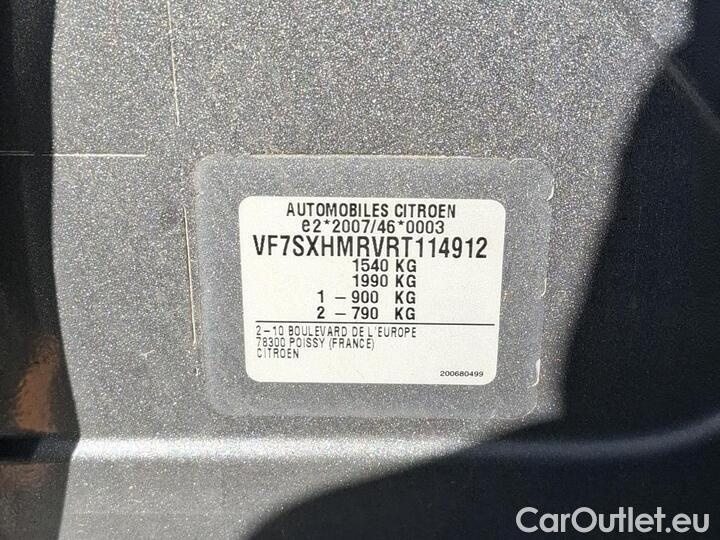 AUTOMOBILES CITROEN
e2*2007/46*0003
VF7SXHMRVRT114912
1540 KG
1990 KG
1 – 900 KG
2 – 790 KG
2–10 BOULEVARD DE L'EUROPE
78300 POISSY (FRANCE)
CITROEN
200680499
CarOutlet.eu